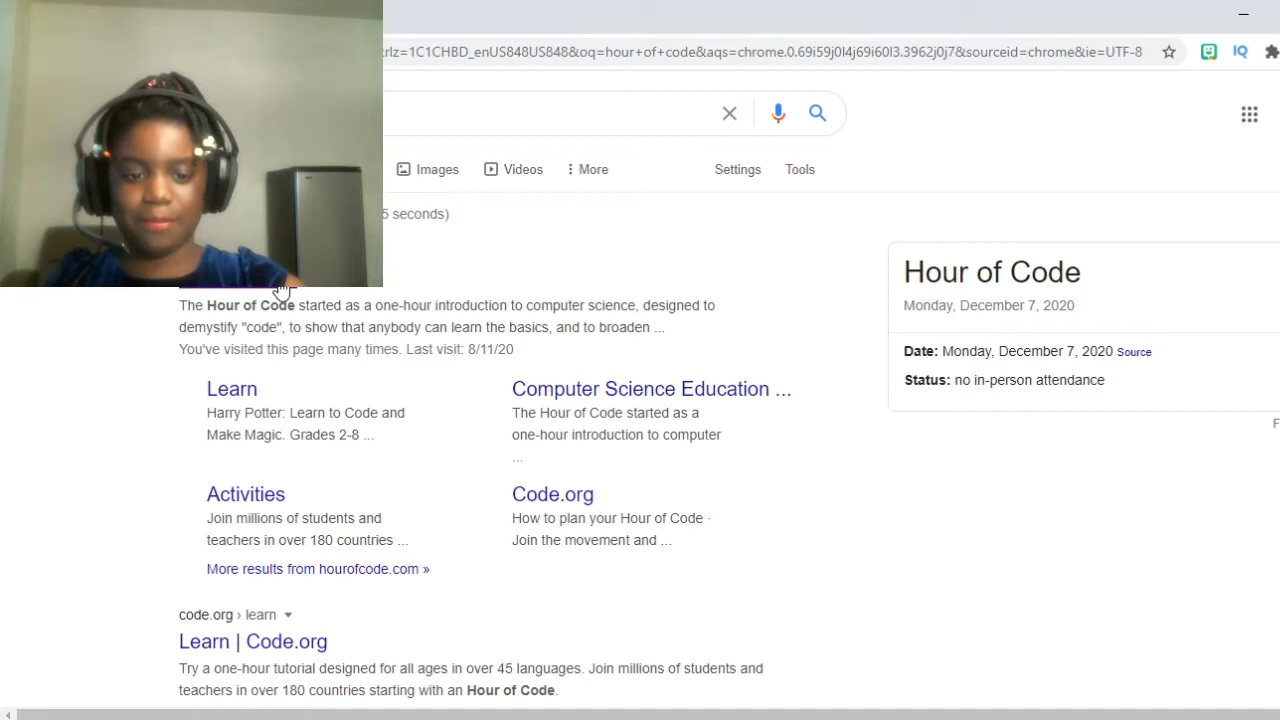 rlz=1C1CHBD_enUS848US848&oq=hour+of+code&aqs=chrome.0.69i59j0l4j69i60l3.3962j0j7&sourceid=chrome&ie=UTF-8
IQ
Images Videos More Settings Tools
5 seconds)
The Hour of Code started as a one-hour introduction to computer science, designed to
demystify "code", to show that anybody can learn the basics, and to broaden ...
You've visited this page many times. Last visit: 8/11/20
Learn
Harry Potter: Learn to Code and
Make Magic. Grades 2-8 ...
Computer Science Education ...
The Hour of Code started as a
one-hour introduction to computer
...
Activities
Join millions of students and
teachers in over 180 countries ...
Code.org
How to plan your Hour of Code ·
Join the movement and ...
More results from hourofcode.com »
code.org › learn
Learn | Code.org
Try a one-hour tutorial designed for all ages in over 45 languages. Join millions of students and
teachers in over 180 countries starting with an Hour of Code.
Hour of Code
Monday, December 7, 2020
Date: Monday, December 7, 2020 Source
Status: no in-person attendance
F